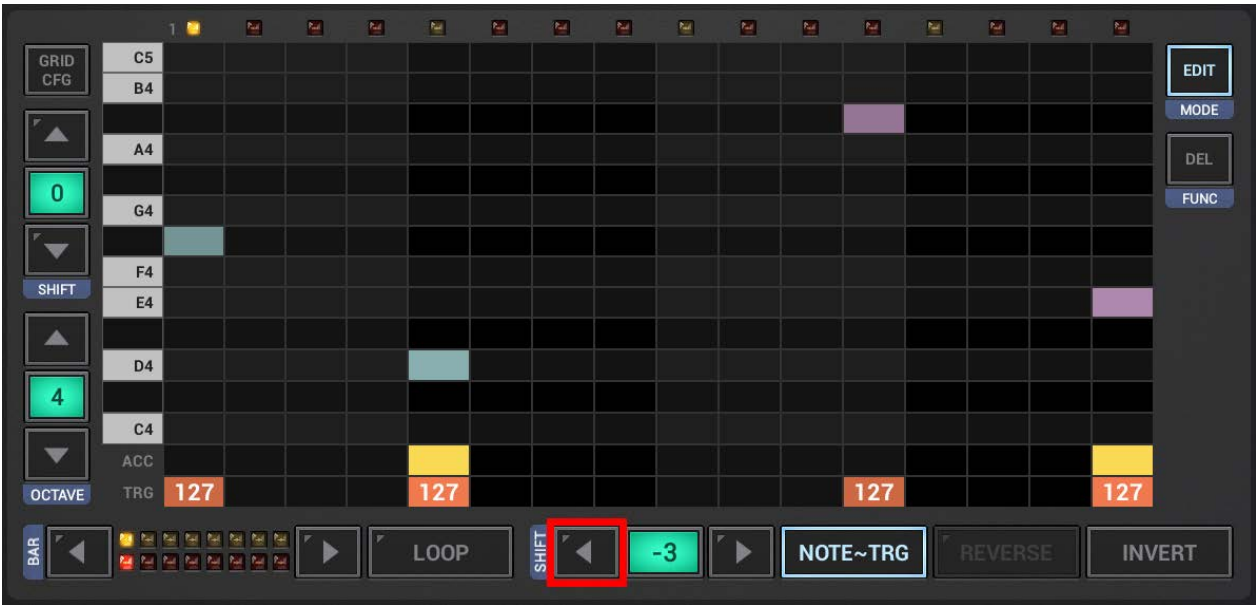 1
GRID
CFG
C5
B4
A4
G4
F4
E4
D4
C4
ACC
TRG
127
127
127
127
0
SHIFT
4
OCTAVE
EDIT
MODE
DEL
FUNC
BAR
LOOP
SHIFT
-3
NOTE~TRG
REVERSE
INVERT